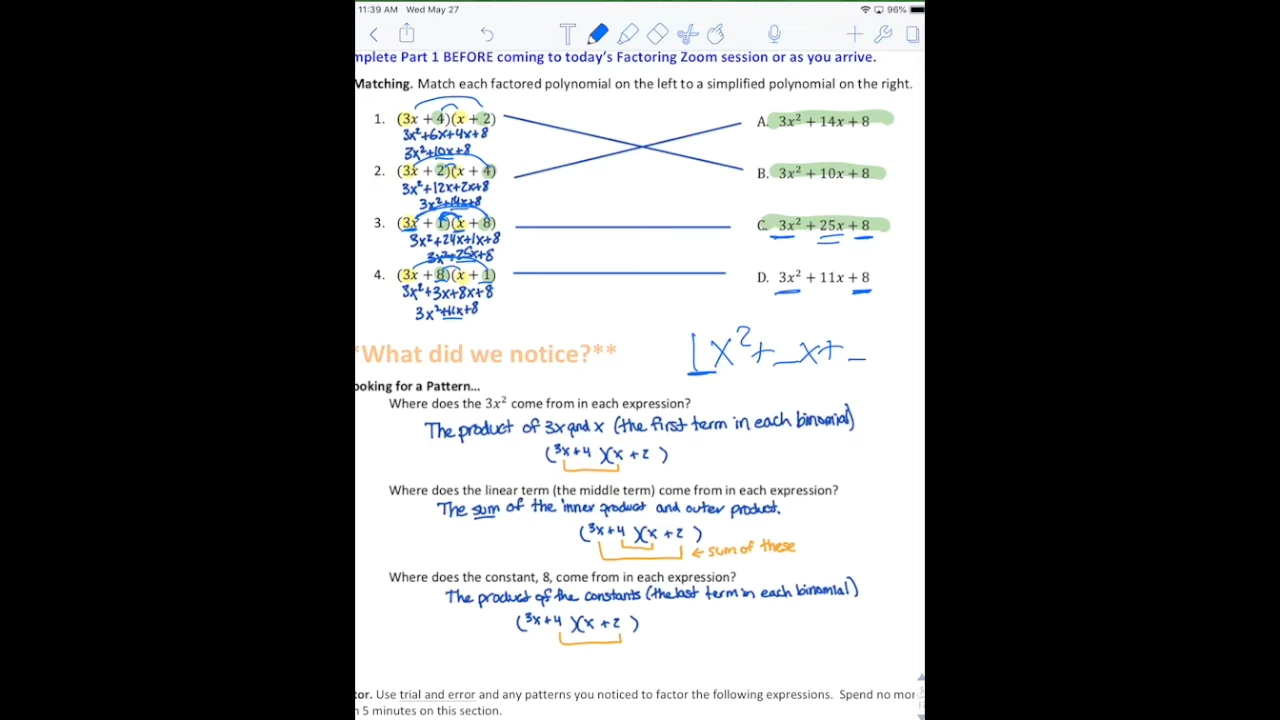 11:39 AM Wed May 27
96%
mplete Part 1 BEFORE coming to today's Factoring Zoom session or as you arrive.
Matching. Match each factored polynomial on the left to a simplified polynomial on the right.
1. (3x + 4)(x + 2)
3x²+6x+4x+8
3x²+10x+8
A. 3x² + 14x + 8
2. (3x + 2)(x + 4)
3x²+12x+2x+8
3x²+14x+8
B. 3x² + 10x + 8
3. (3x + 1)(x + 8)
3x²+24x+1x+8
3x²+25x+8
C. 3x² + 25x + 8
4. (3x + 8)(x + 1)
3x²+3x+8x+8
3x²+11x+8
D. 3x² + 11x + 8
*What did we notice?**
1x²+_x+_
ooking for a Pattern...
Where does the 3x² come from in each expression?
The product of 3x and x (the first term in each binomial)
(3x+4)(x+2)
Where does the linear term (the middle term) come from in each expression?
The sum of the inner product and outer product.
(3x+4)(x+2)
← sum of these
Where does the constant, 8, come from in each expression?
The product of the constants (the last term in each binomial)
(3x+4)(x+2)
tor. Use trial and error and any patterns you noticed to factor the following expressions. Spend no mor
n 5 minutes on this section.